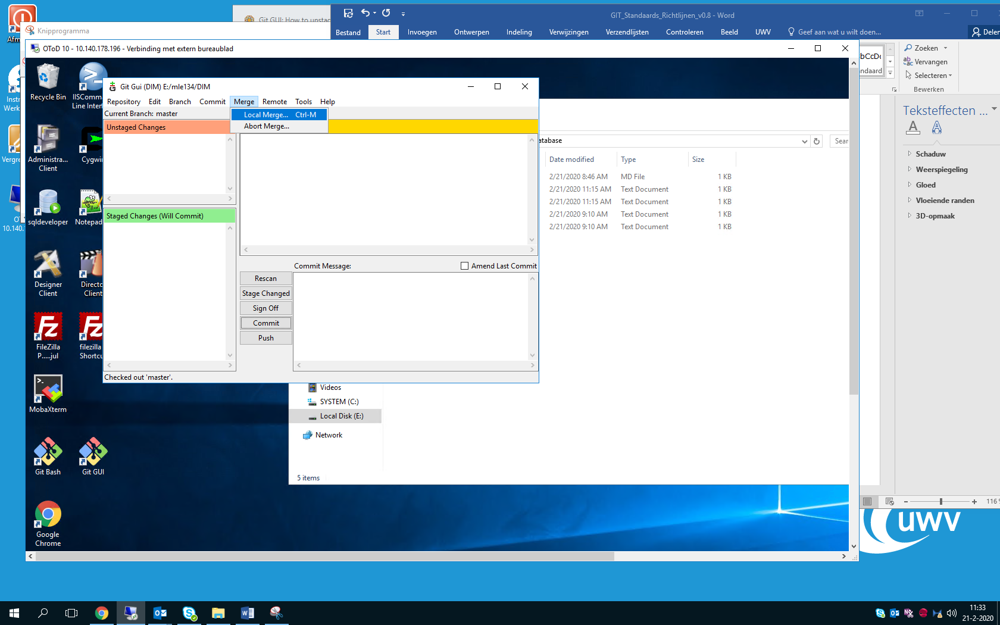 Git GUI: How to unstac
GIT_Standaards_Richtlijnen_v0.8 - Word
Knipprogramma
Bestand Start Invoegen Ontwerpen Indeling Verwijzingen Verzendlijsten Controleren Beeld UWV Geef aan wat u wilt doen... Delen
OToD 10 - 10.140.178.196 - Verbinding met extern bureaublad
Zoeken
Vervangen
Selecteren
Bewerken
Teksteffecten ...
Schaduw
Weerspiegeling
Gloed
Vloeiende randen
3D-opmaak
116
Recycle Bin
IISComm
Line Inter
Administra...
Client
Cygwi
sqldeveloper
Notepad
Designer
Client
Directo
Client
FileZilla
P.....jul
filezilla
Shortcu
MobaXterm
Git Bash
Git GUI
Google
Chrome
Git Gui (DIM) E:/mle134/DIM
Repository Edit Branch Commit Merge Remote Tools Help
Current Branch: master
Local Merge... Ctrl-M
Abort Merge...
Unstaged Changes
Staged Changes (Will Commit)
Commit Message:
Amend Last Commit
Rescan
Stage Changed
Sign Off
Commit
Push
Checked out 'master'.
atabase
Sear
Date modified Type Size
2/21/2020 8:46 AM MD File 1 KB
2/21/2020 11:15 AM Text Document 1 KB
2/21/2020 11:15 AM Text Document 1 KB
2/21/2020 9:10 AM Text Document 1 KB
2/21/2020 9:10 AM Text Document 1 KB
Videos
SYSTEM (C:)
Local Disk (E:)
Network
5 items
UWV
11:33
21-2-2020